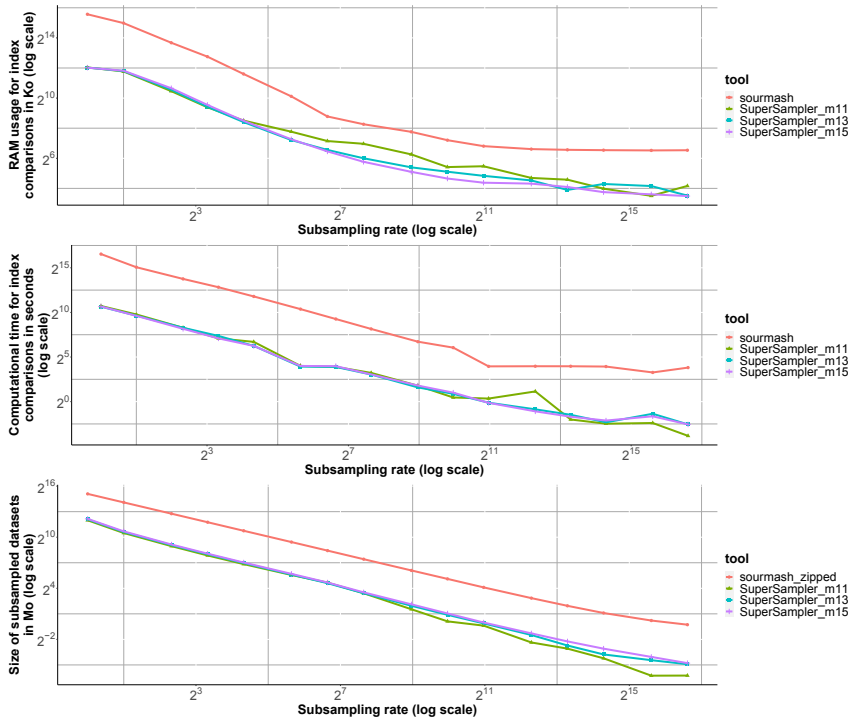 RAM usage for index
comparisons in Ko (log scale)
2^14
2^10
2^6
2^3
2^7
2^11
2^15
Subsampling rate (log scale)
tool
sourmash
SuperSampler_m11
SuperSampler_m13
SuperSampler_m15
Computational time for index
comparisons in seconds
(log scale)
2^15
2^10
2^5
2^0
2^3
2^7
2^11
2^15
Subsampling rate (log scale)
tool
sourmash
SuperSampler_m11
SuperSampler_m13
SuperSampler_m15
Size of subsampled datasets
in Mo (log scale)
2^16
2^10
2^4
2^−2
2^3
2^7
2^11
2^15
Subsampling rate (log scale)
tool
sourmash_zipped
SuperSampler_m11
SuperSampler_m13
SuperSampler_m15